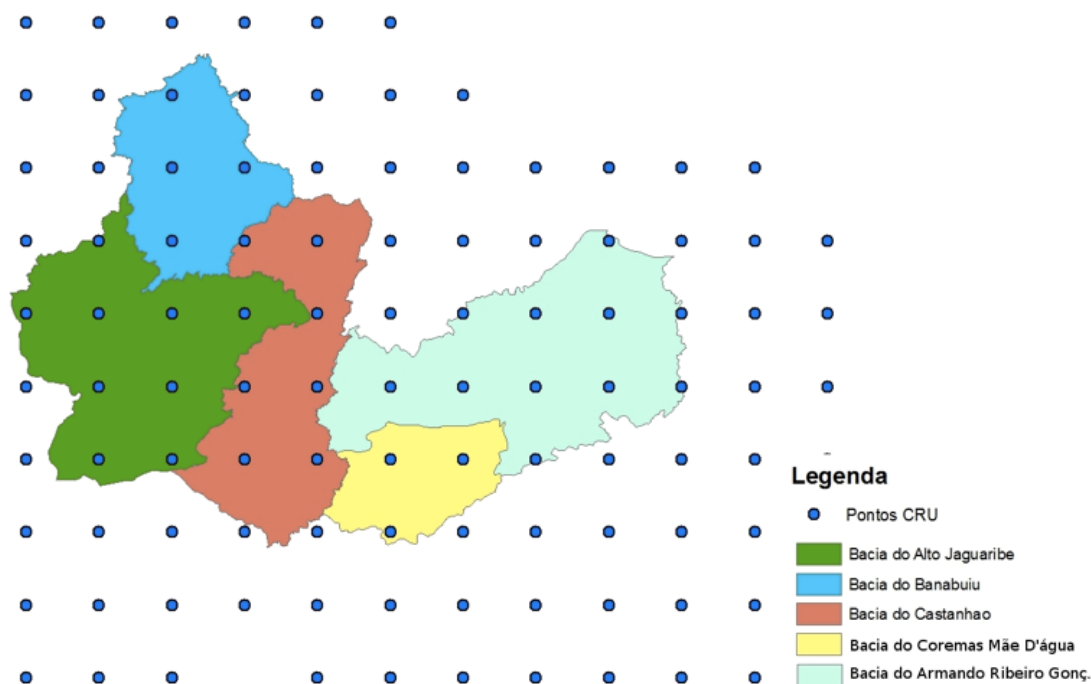 Legenda
Pontos CRU
Bacia do Alto Jaguaribe
Bacia do Banabuiu
Bacia do Castanhao
Bacia do Coremas Mãe D'água
Bacia do Armando Ribeiro Gonç.